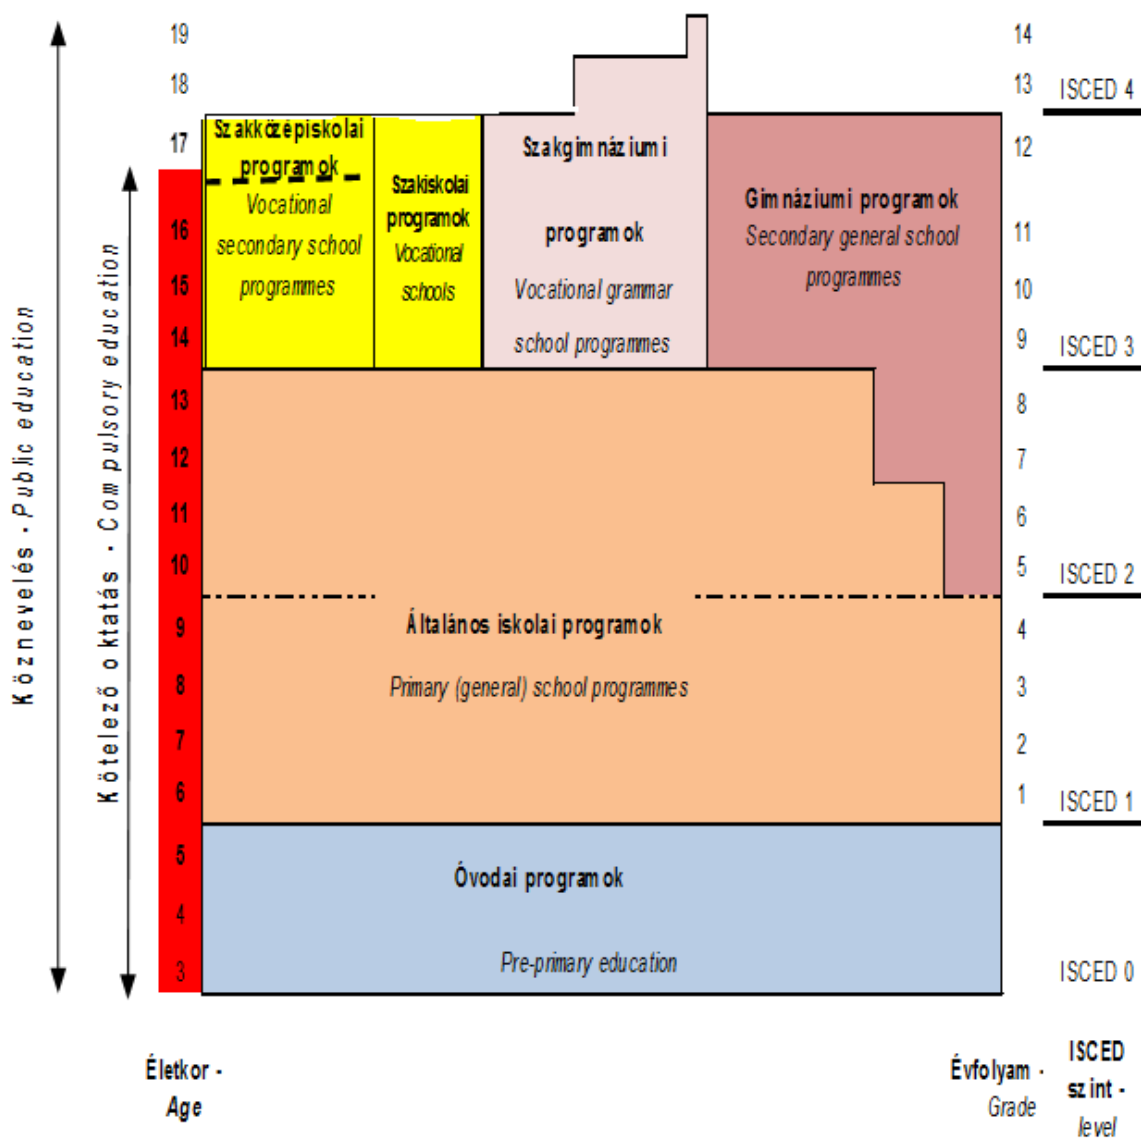 19
18
17
16
15
14
13
12
11
10
9
8
7
6
5
4
3
Köznevelés - Public education
Kötelező oktatás - Compulsory education
Szakközépiskolai
programok
Vocational
secondary school
programmes
Szakiskolai
programok
Vocational
schools
Szakgimnáziumi
programok
Vocational grammar
school programmes
Gimnáziumi programok
Secondary general school
programmes
Általános iskolai programok
Primary (general) school programmes
Óvodai programok
Pre-primary education
14
13
12
11
10
9
8
7
6
5
4
3
2
1
ISCED 4
ISCED 3
ISCED 2
ISCED 1
ISCED 0
Életkor -
Age
Évfolyam -
Grade
ISCED
szint -
level